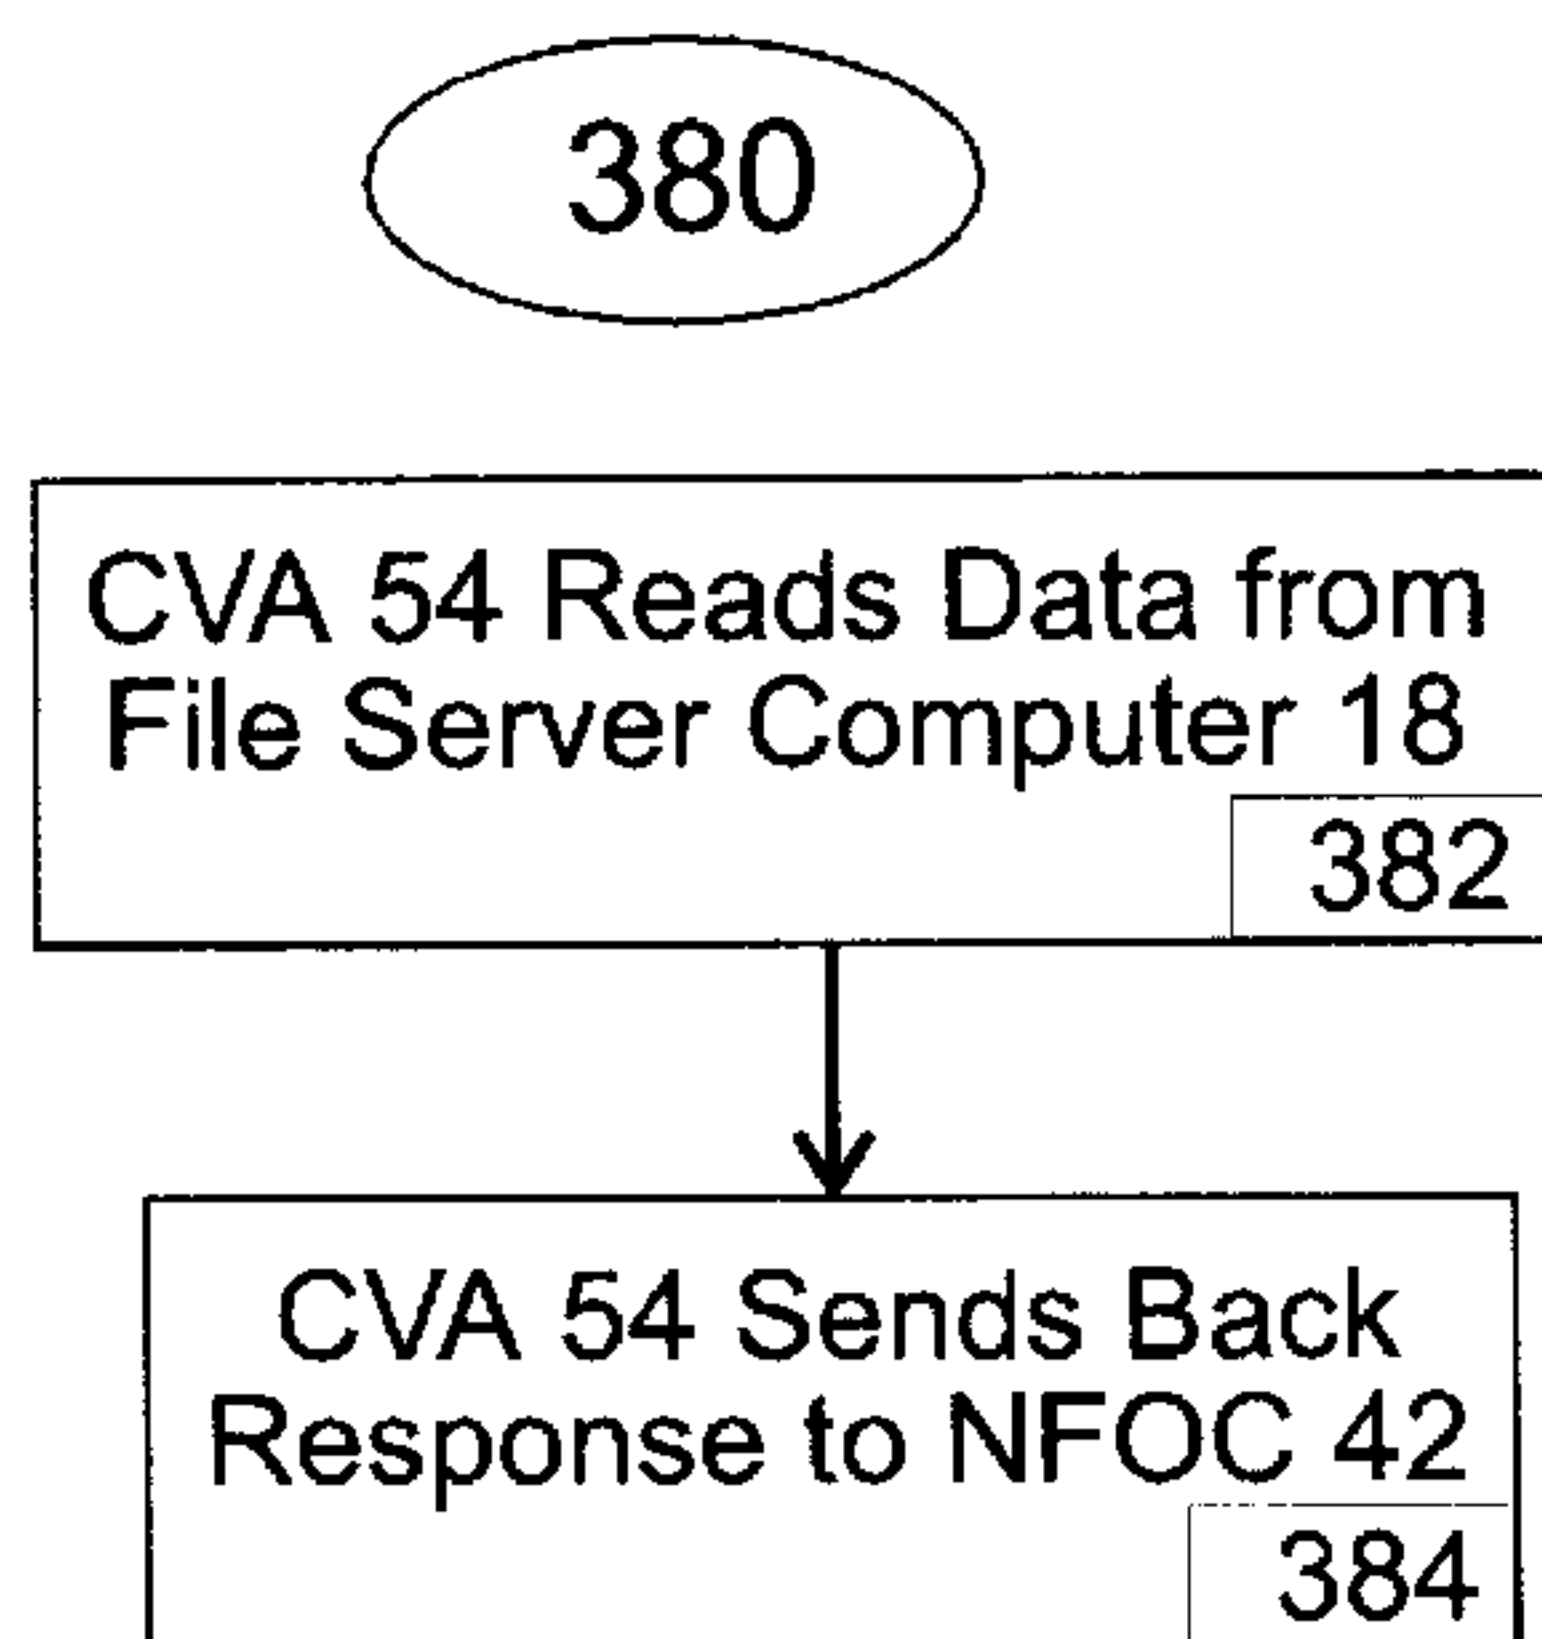 380
CVA 54 Reads Data from
File Server Computer 18
382
CVA 54 Sends Back
Response to NFOC 42
384